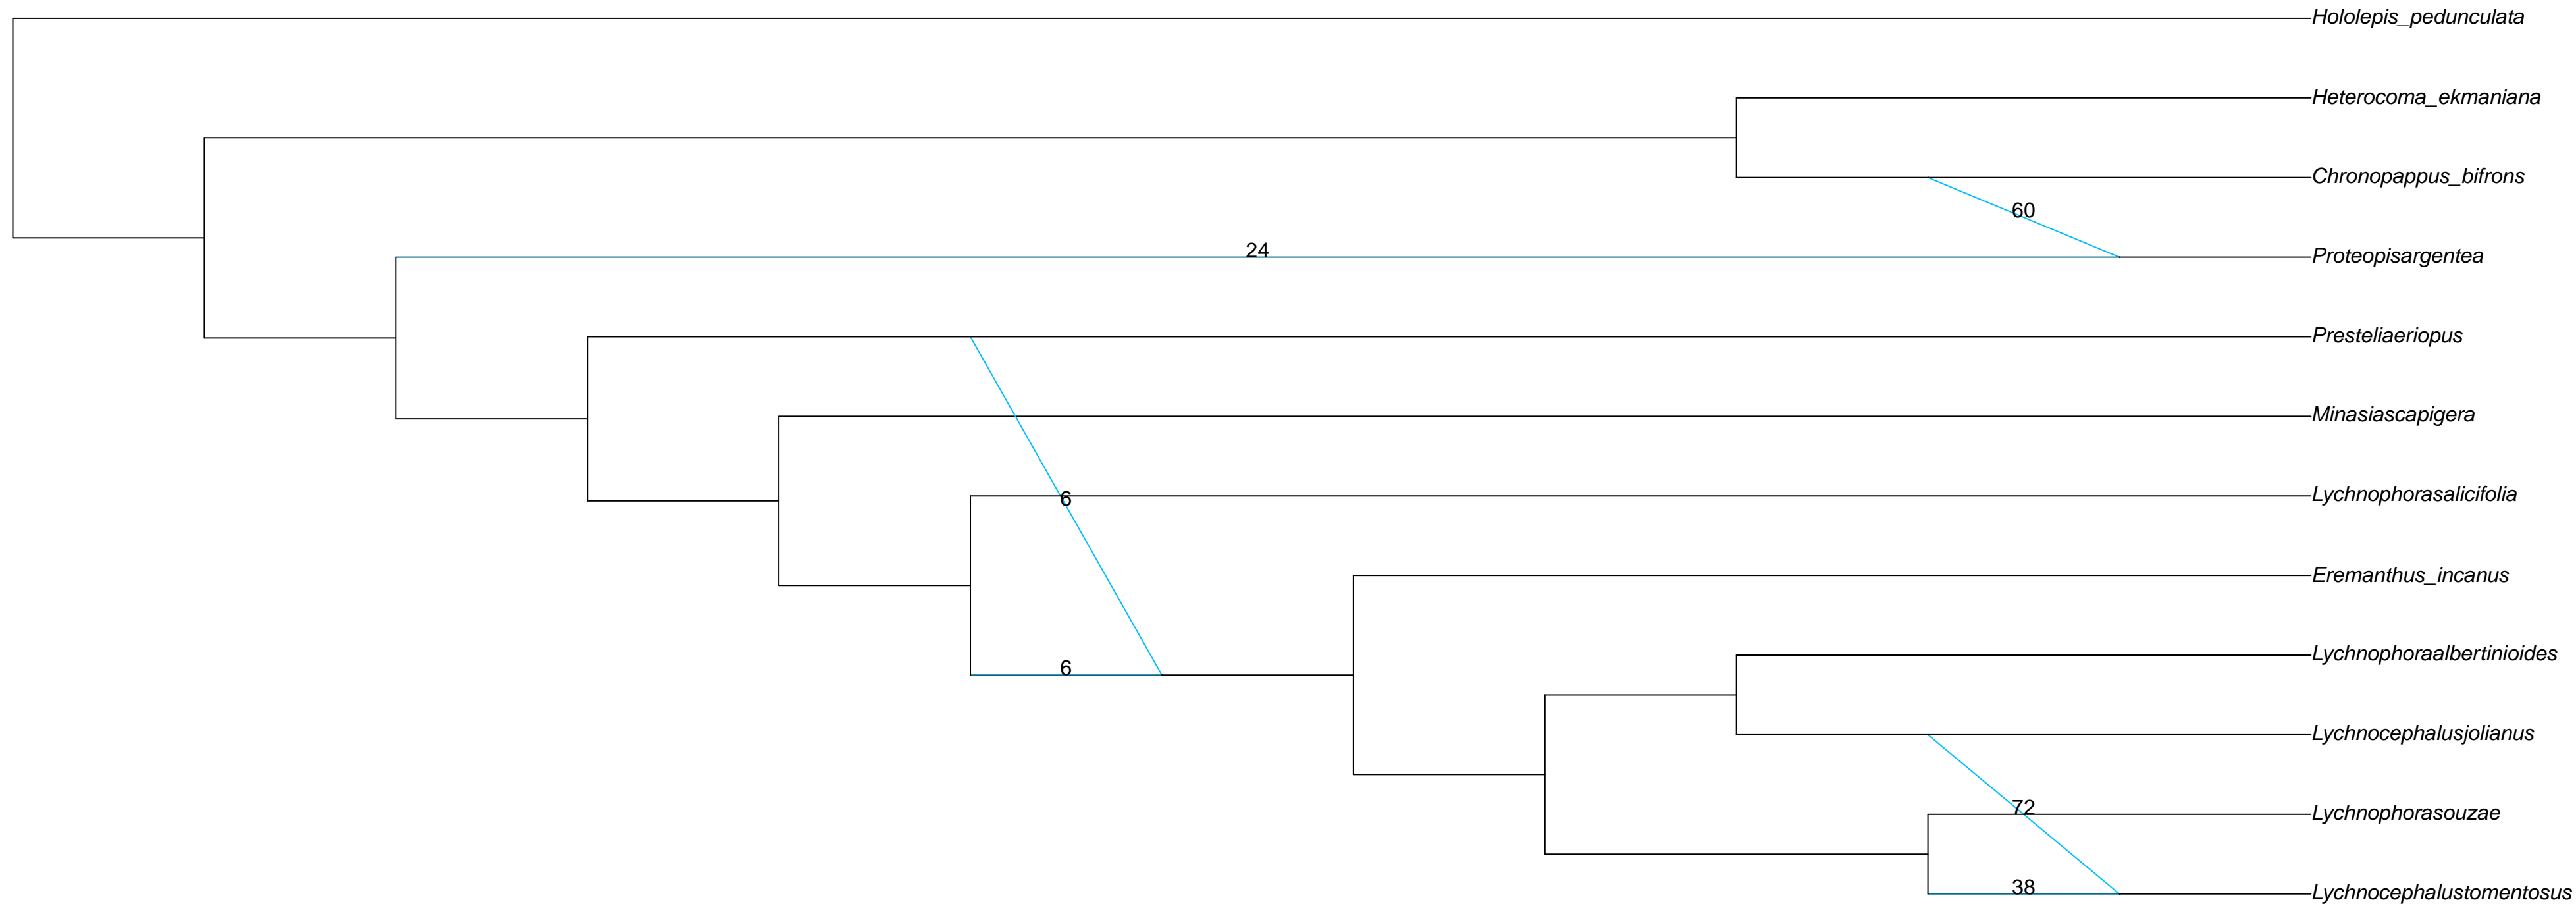 Hololepis_pedunculata
Heterocoma_ekmaniana
Chronopappus_bifrons
60
24
Proteopisargentea
Presteliaeriopus
Minasiascapigera
6
Lychnophorasalicifolia
Eremanthus_incanus
Lychnophoraalbertinioides
6
Lychnocephalusjolianus
72
Lychnophorasouzae
38
Lychnocephalustomentosus